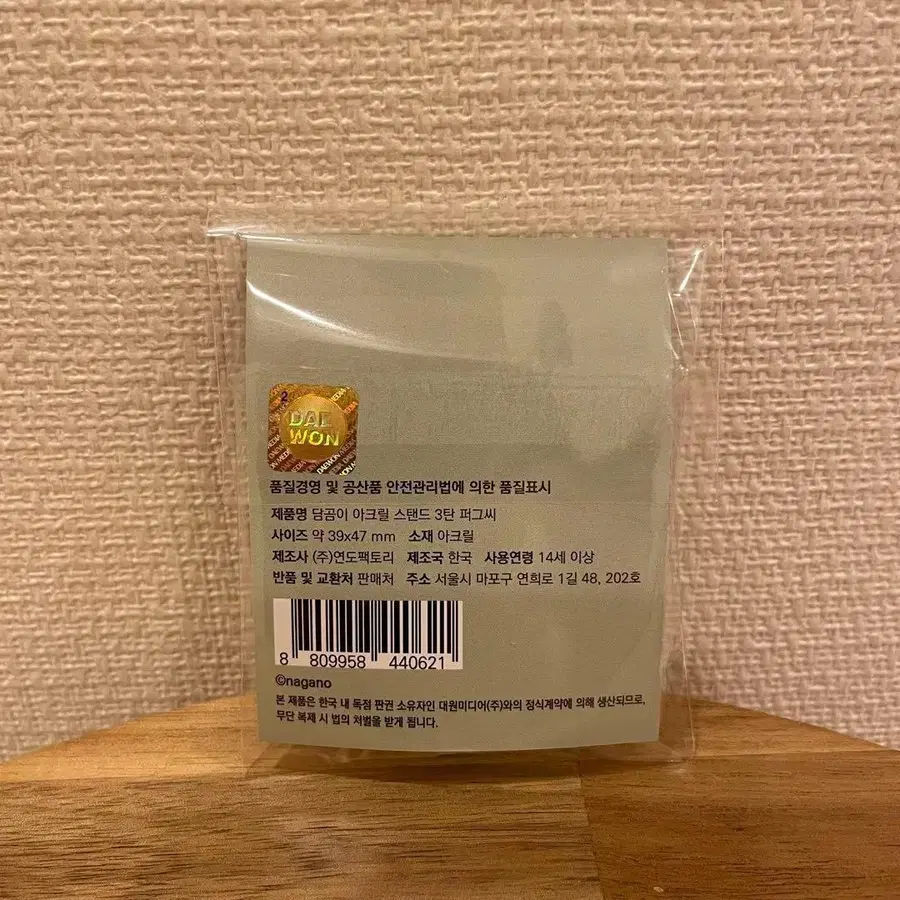 2
DAE
WON
품질경영 및 공산품 안전관리법에 의한 품질표시
제품명 담곰이 아크릴 스탠드 3탄 퍼그씨
사이즈 약 39x47 mm 소재 아크릴
제조사 (주)연도팩토리 제조국 한국 사용연령 14세 이상
반품 및 교환처 판매처 주소 서울시 마포구 연희로 1길 48, 202호
8 809958 440621
©nagano
본 제품은 한국 내 독점 판권 소유자인 대원미디어(주)와의 정식계약에 의해 생산되므로,
무단 복제 시 법의 처벌을 받게 됩니다.